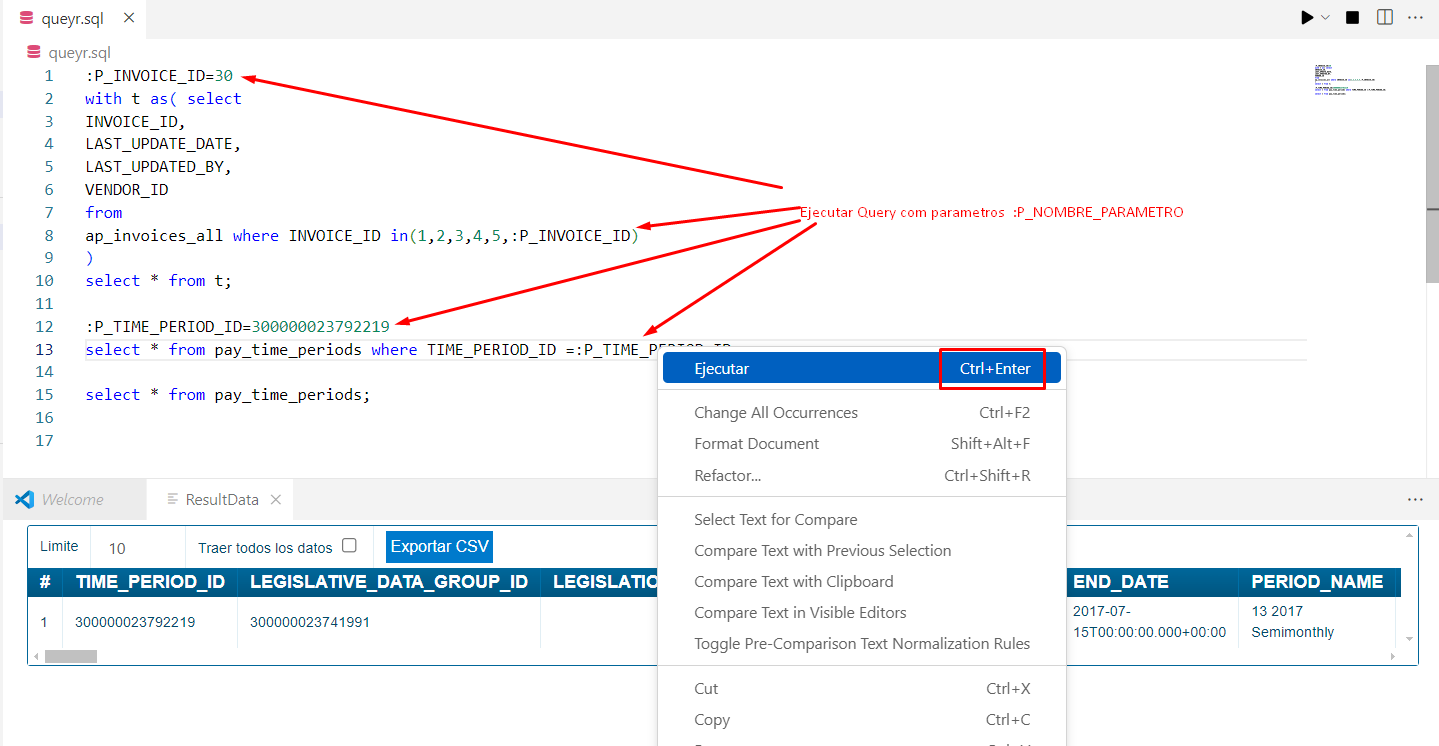 queyr.sql
queyr.sql
1 :P_INVOICE_ID=30
2 with t as( select
3 INVOICE_ID,
4 LAST_UPDATE_DATE,
5 LAST_UPDATED_BY,
6 VENDOR_ID
7 from
Ejecutar Query com parametros :P_NOMBRE_PARAMETRO
8 ap_invoices_all where INVOICE_ID in(1,2,3,4,5,:P_INVOICE_ID)
9 )
10 select * from t;
11
12 :P_TIME_PERIOD_ID=300000023792219
13 select * from pay_time_periods where TIME_PERIOD_ID =:P_TIME_PERIOD_ID
14
15 select * from pay_time_periods;
16
17
Ejecutar Ctrl+Enter
Change All Occurrences Ctrl+F2
Format Document Shift+Alt+F
Refactor... Ctrl+Shift+R
Select Text for Compare
Compare Text with Previous Selection
Compare Text with Clipboard
Compare Text in Visible Editors
Toggle Pre-Comparison Text Normalization Rules
Cut Ctrl+X
Copy Ctrl+C
Welcome ResultData
Limite 10 Traer todos los datos Exportar CSV
# TIME_PERIOD_ID LEGISLATIVE_DATA_GROUP_ID LEGISLATIO END_DATE PERIOD_NAME
1 300000023792219 300000023741991 2017-07-15T00:00:00.000+00:00 13 2017 Semimonthly